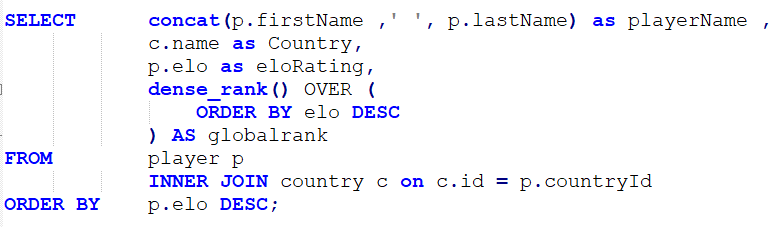 SELECT concat(p.firstName ,' ', p.lastName) as playerName ,
c.name as Country,
p.elo as eloRating,
dense_rank() OVER (
ORDER BY elo DESC
) AS globalrank
FROM player p
INNER JOIN country c on c.id = p.countryId
ORDER BY p.elo DESC;